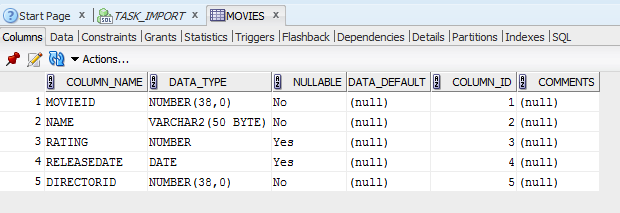 Start Page x TASK_IMPORT x MOVIES x
Columns Data Constraints Grants Statistics Triggers Flashback Dependencies Details Partitions Indexes SQL
Actions...
COLUMN_NAME DATA_TYPE NULLABLE DATA_DEFAULT COLUMN_ID COMMENTS
1 MOVIEID NUMBER(38,0) No (null) 1 (null)
2 NAME VARCHAR2(50 BYTE) No (null) 2 (null)
3 RATING NUMBER Yes (null) 3 (null)
4 RELEASEDATE DATE Yes (null) 4 (null)
5 DIRECTORID NUMBER(38,0) No (null) 5 (null)